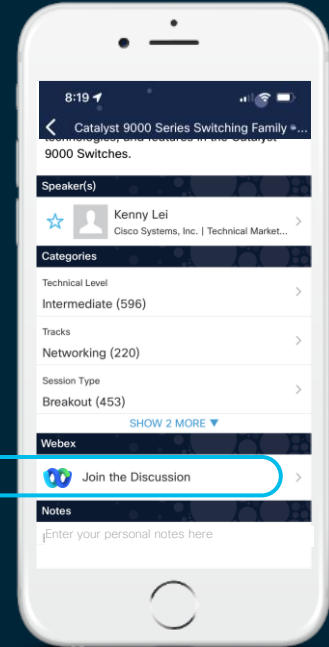 8:19
Catalyst 9000 Series Switching Family -...
technologies, and features in the Catalyst
9000 Switches.
Speaker(s)
Kenny Lei
Cisco Systems, Inc. | Technical Market...
Categories
Technical Level
Intermediate (596)
Tracks
Networking (220)
Session Type
Breakout (453)
SHOW 2 MORE ▼
Webex
Join the Discussion
Notes
Enter your personal notes here